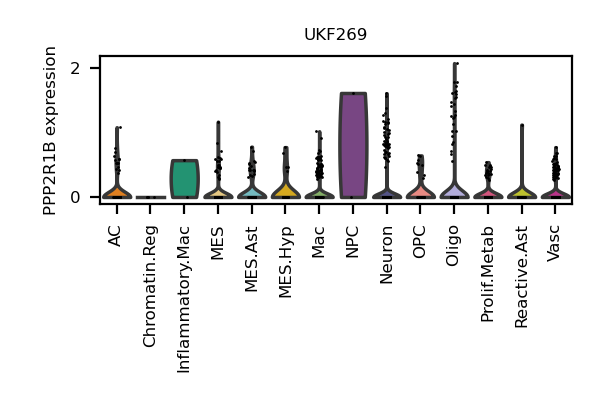 UKF269
PPP2R1B expression
2
0
AC
Chromatin.Reg
Inflammatory.Mac
MES
MES.Ast
MES.Hyp
Mac
NPC
Neuron
OPC
Oligo
Prolif.Metab
Reactive.Ast
Vasc